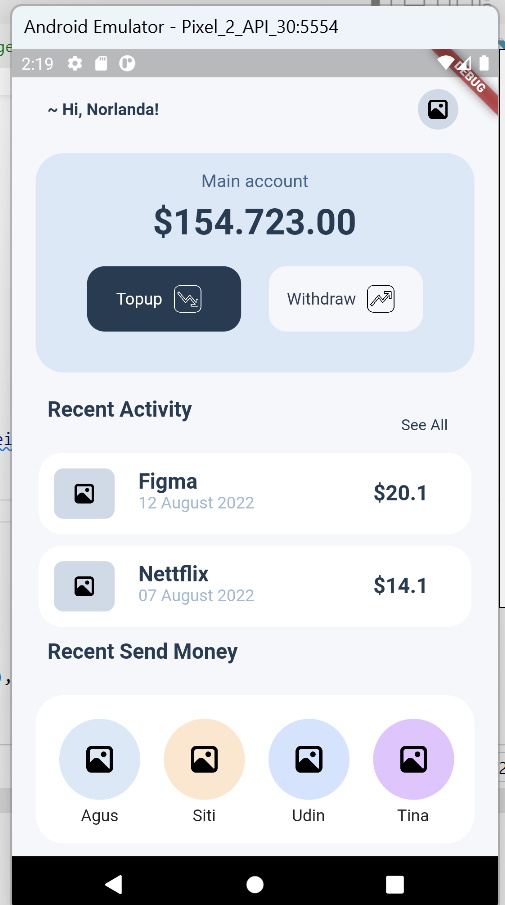 Android Emulator - Pixel_2_API_30:5554
2:19
DEBUG
~ Hi, Norlanda!
Main account
$154.723.00
Topup
Withdraw
Recent Activity
See All
Figma
12 August 2022
$20.1
Nettflix
07 August 2022
$14.1
Recent Send Money
Agus
Siti
Udin
Tina